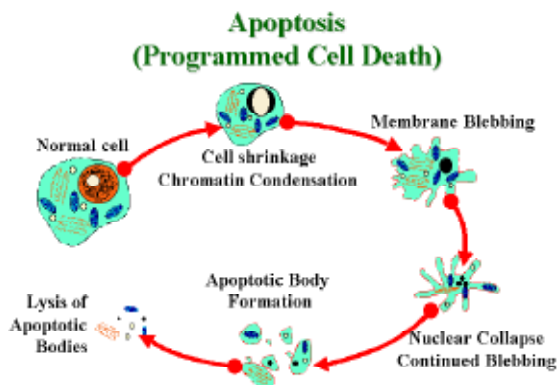 Apoptosis
(Programmed Cell Death)
Normal cell
Cell shrinkage
Chromatin Condensation
Membrane Blebbing
Nuclear Collapse
Continued Blebbing
Apoptotic Body
Formation
Lysis of
Apoptotic
Bodies